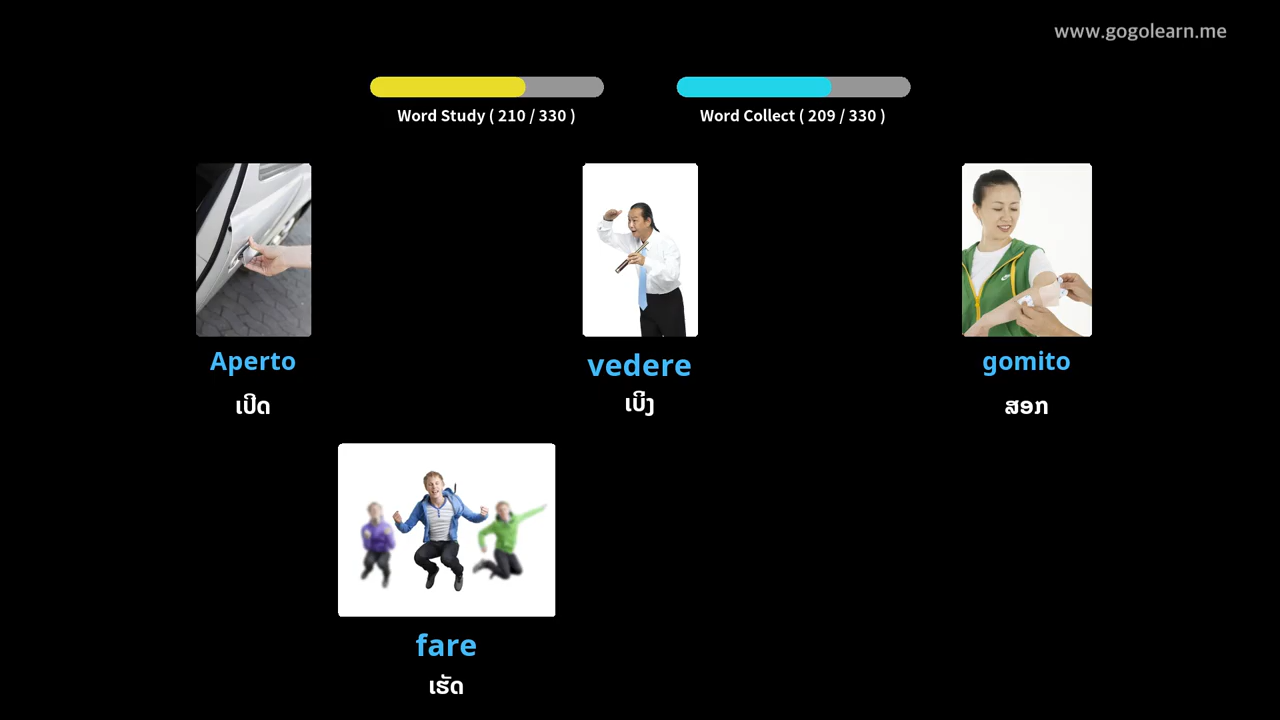 www.gogolearn.me
Word Study ( 210 / 330 )
Word Collect ( 209 / 330 )
Aperto
ເປີດ
vedere
ເບິ່ງ
gomito
ສອກ
fare
ເຮັດ